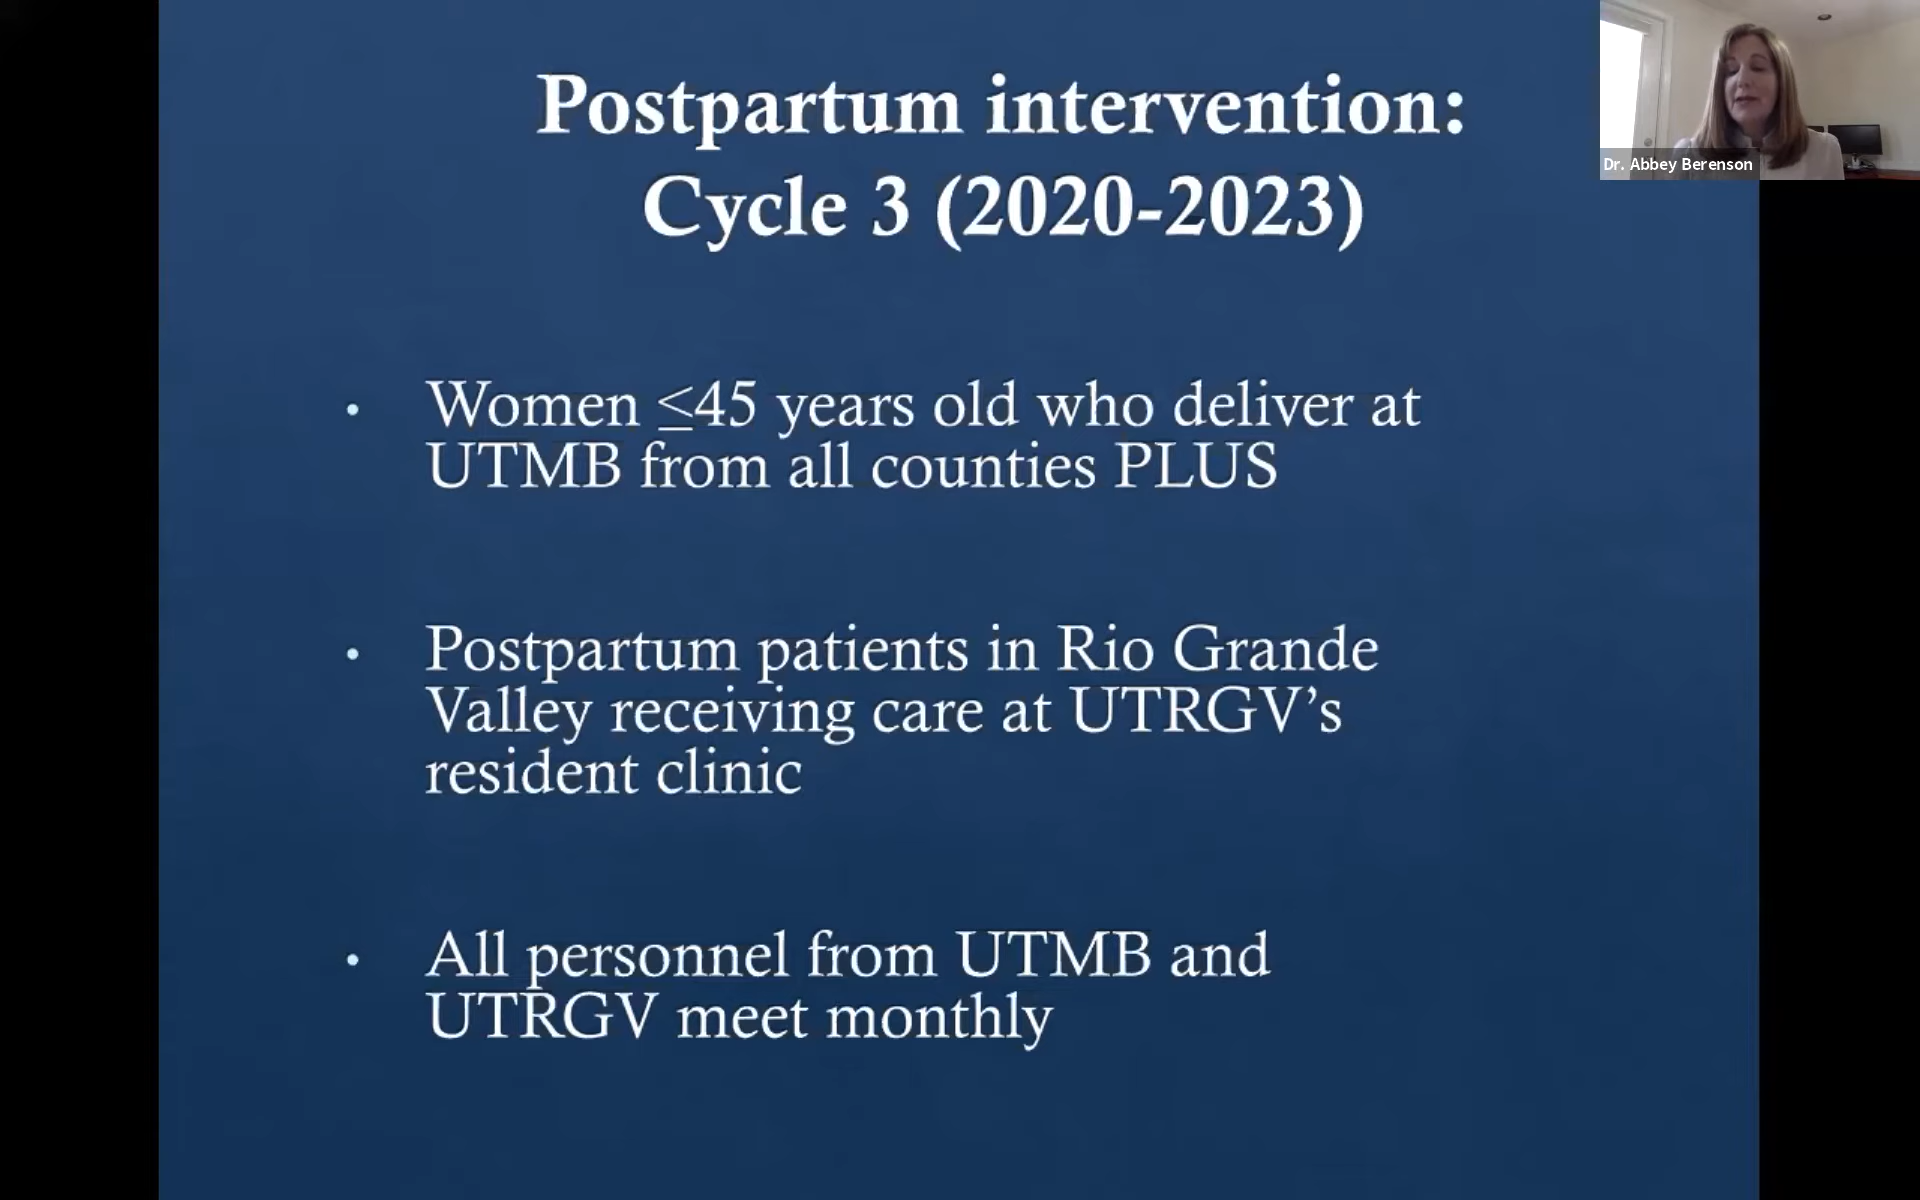 Postpartum intervention:
Cycle 3 (2020-2023)
Dr. Abbey Berenson
• Women ≤45 years old who deliver at
UTMB from all counties PLUS
• Postpartum patients in Rio Grande
Valley receiving care at UTRGV’s
resident clinic
• All personnel from UTMB and
UTRGV meet monthly